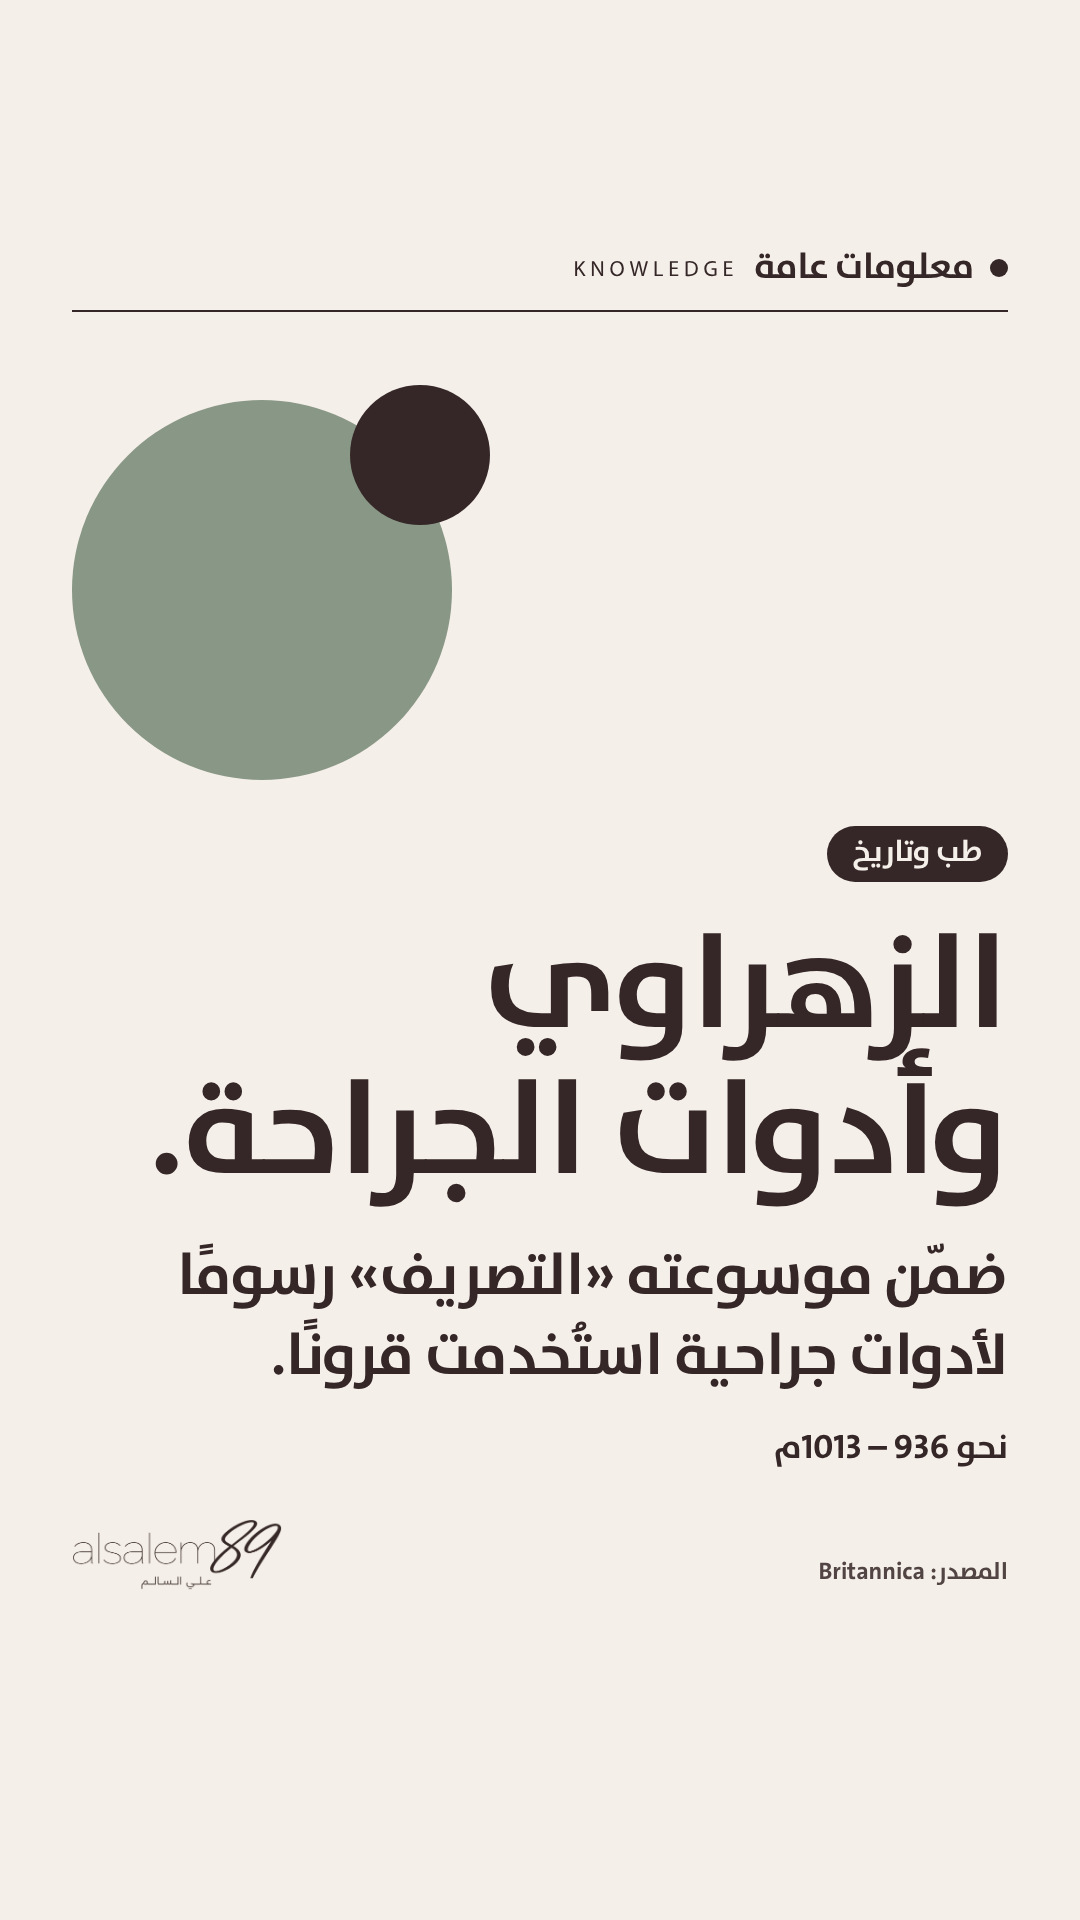 معلومات عامة KNOWLEDGE
طب وتاريخ
الزهراوي
وأدوات الجراحة.
ضمّن موسوعته «التصريف» رسومًا
لأدوات جراحية استُخدمت قرونًا.
نحو 936 – 1013م
المصدر: Britannica
alsalem89
علي السالم